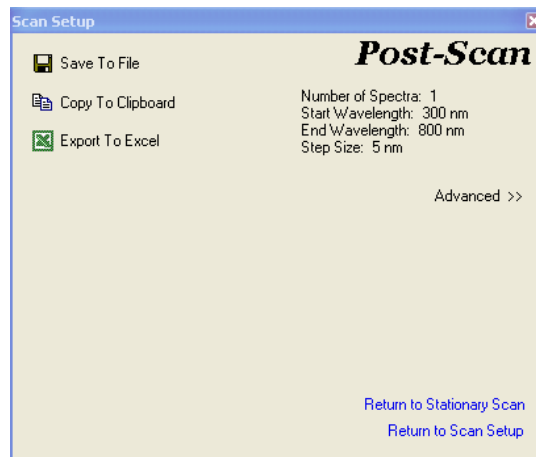 Scan Setup
Post-Scan
Save To File
Copy To Clipboard
Export To Excel
Number of Spectra: 1
Start Wavelength: 300 nm
End Wavelength: 800 nm
Step Size: 5 nm
Advanced >>
Return to Stationary Scan
Return to Scan Setup